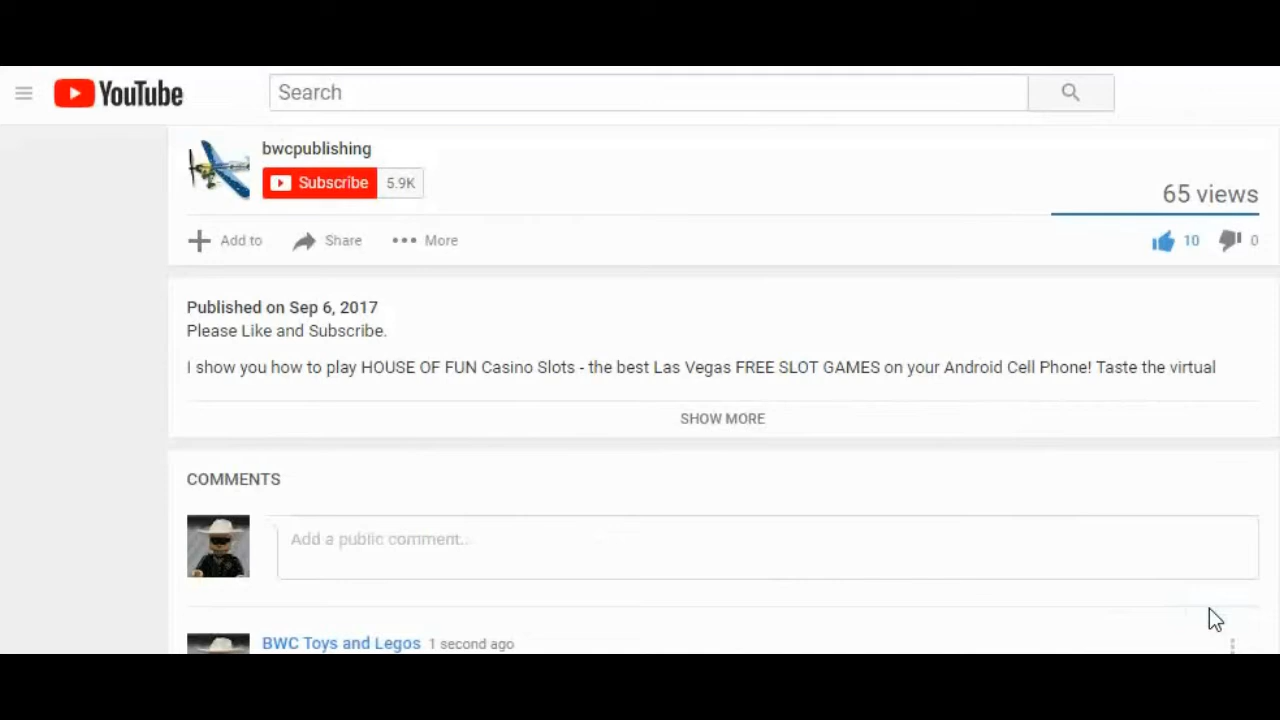 YouTube
Search
bwcpublishing
Subscribe 5.9K
65 views
Add to Share More
10 0
Published on Sep 6, 2017
Please Like and Subscribe.
I show you how to play HOUSE OF FUN Casino Slots - the best Las Vegas FREE SLOT GAMES on your Android Cell Phone! Taste the virtual
SHOW MORE
COMMENTS
Add a public comment...
BWC Toys and Legos 1 second ago